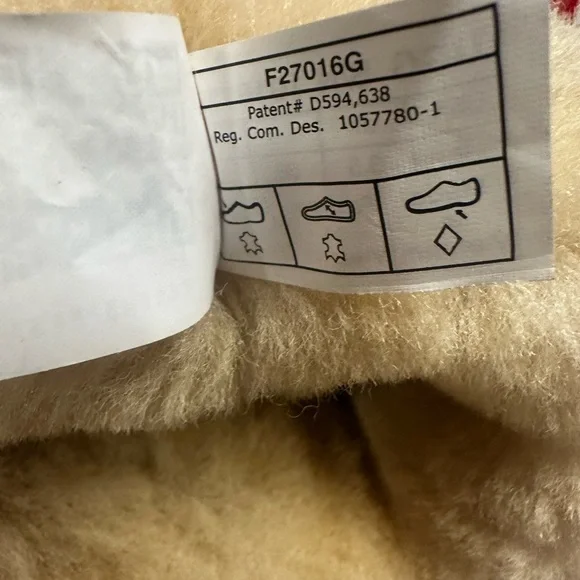 F27016G
Patent# D594,638
Reg. Com. Des. 1057780-1